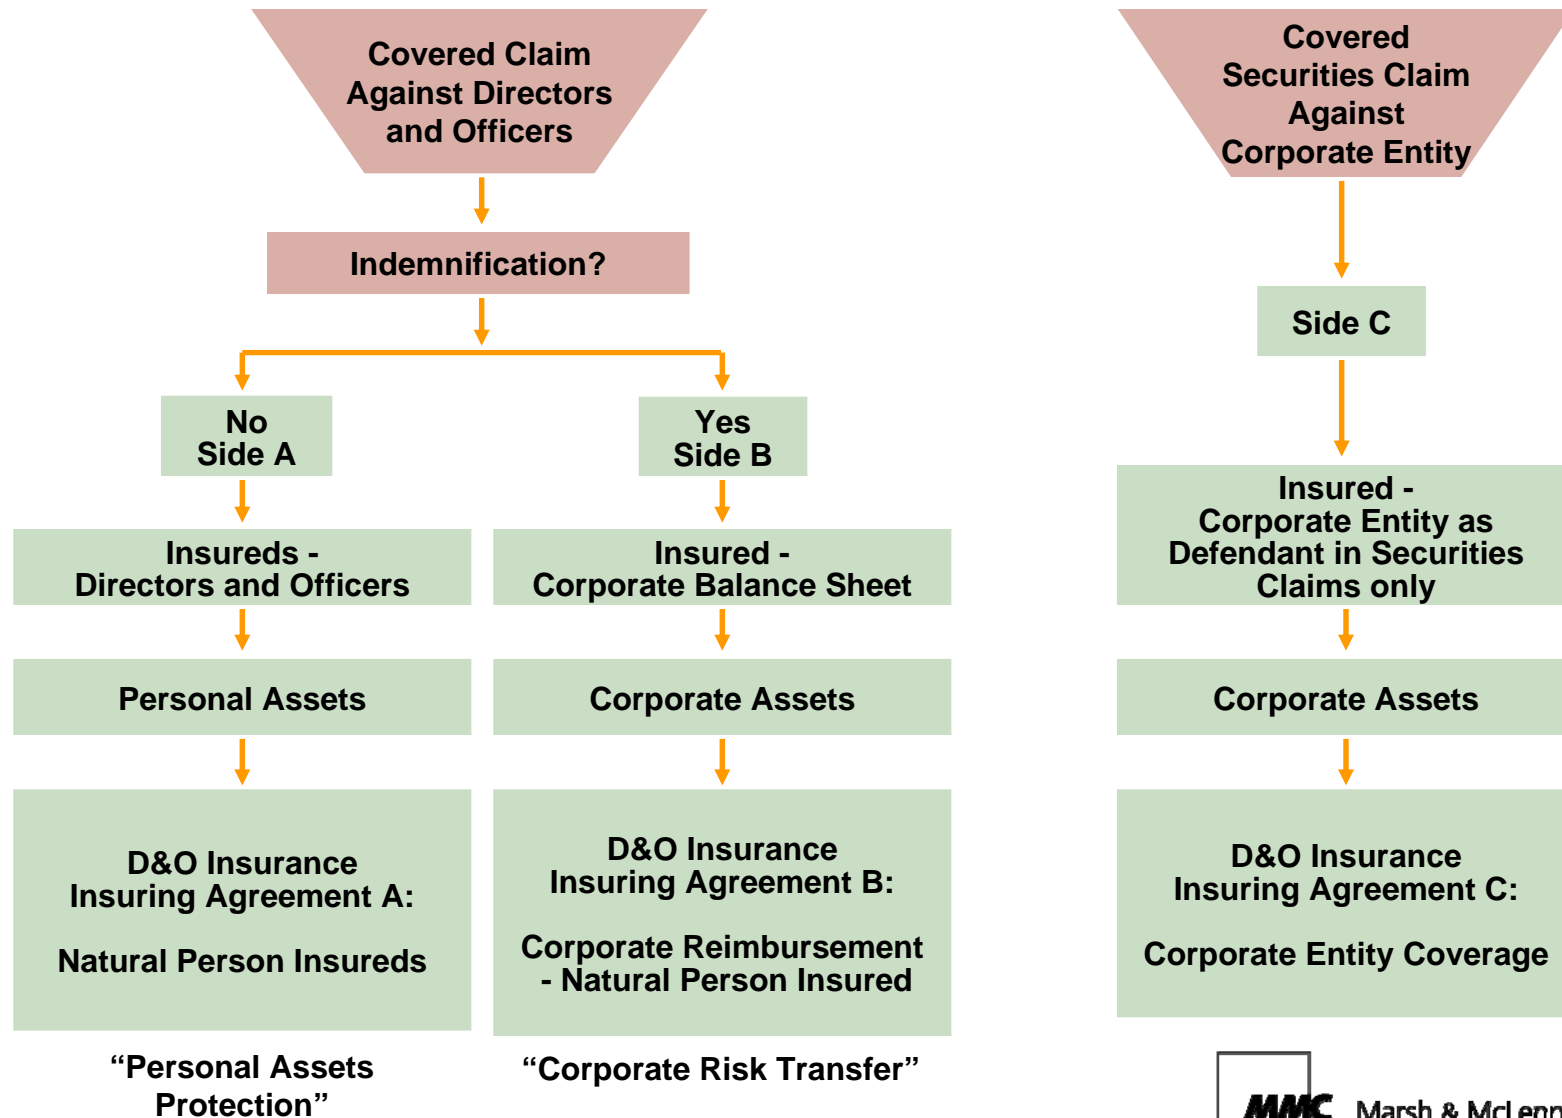 Covered Claim
Against Directors
and Officers
Indemnification?
No
Side A
Yes
Side B
Insureds -
Directors and Officers
Insured -
Corporate Balance Sheet
Personal Assets
Corporate Assets
D&O Insurance
Insuring Agreement A:
Natural Person Insureds
D&O Insurance
Insuring Agreement B:
Corporate Reimbursement
- Natural Person Insured
“Personal Assets
Protection”
“Corporate Risk Transfer”
Covered
Securities Claim
Against
Corporate Entity
Side C
Insured -
Corporate Entity as
Defendant in Securities
Claims only
Corporate Assets
D&O Insurance
Insuring Agreement C:
Corporate Entity Coverage
MMC Marsh & McLenn